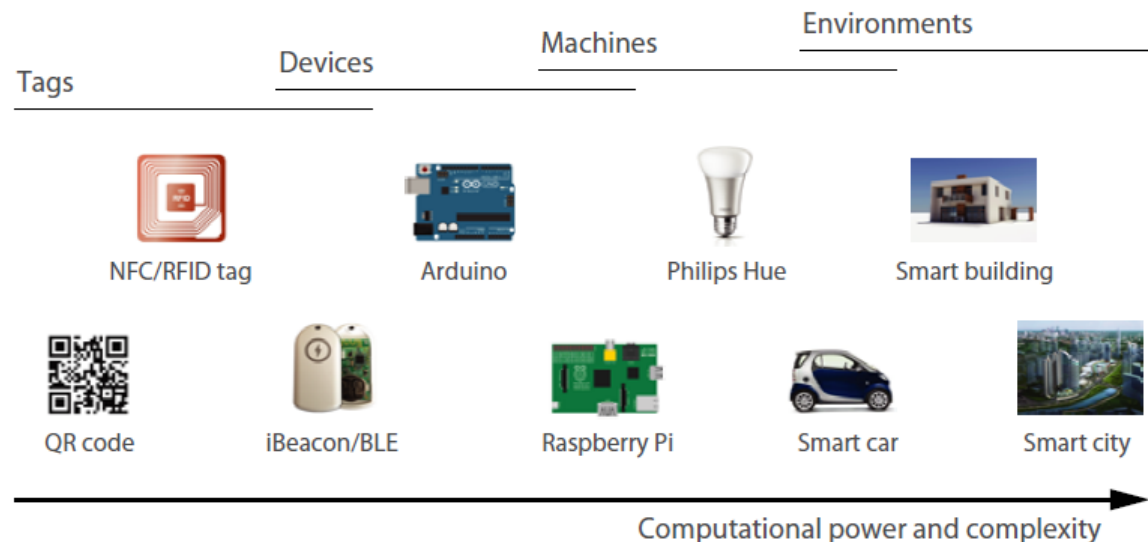 Environments
Machines
Devices
Tags
RFID
NFC/RFID tag
Arduino
Philips Hue
Smart building
QR code
iBeacon/BLE
Raspberry Pi
Smart car
Smart city
Computational power and complexity